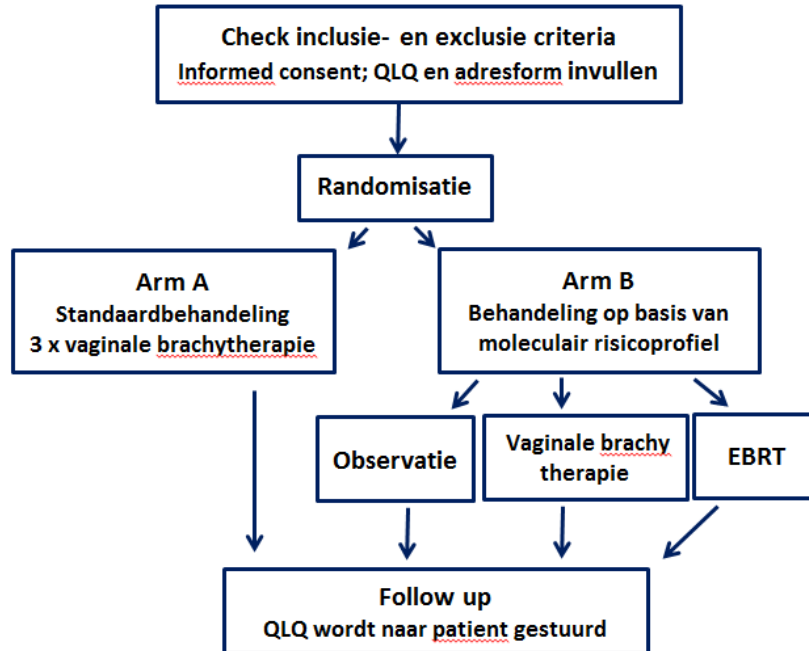 Check inclusie- en exclusie criteria
Informed consent; QLQ en adresform invullen
Randomisatie
Arm A
Standaardbehandeling
3 x vaginale brachytherapie
Arm B
Behandeling op basis van
moleculair risicoprofiel
Observatie
Vaginale brachy
therapie
EBRT
Follow up
QLQ wordt naar patient gestuurd